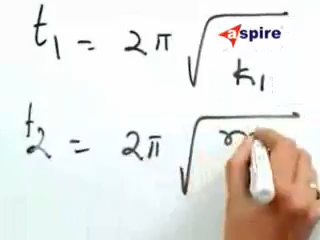 t₁ = 2π √ k₁
aspire
t₂ = 2π √